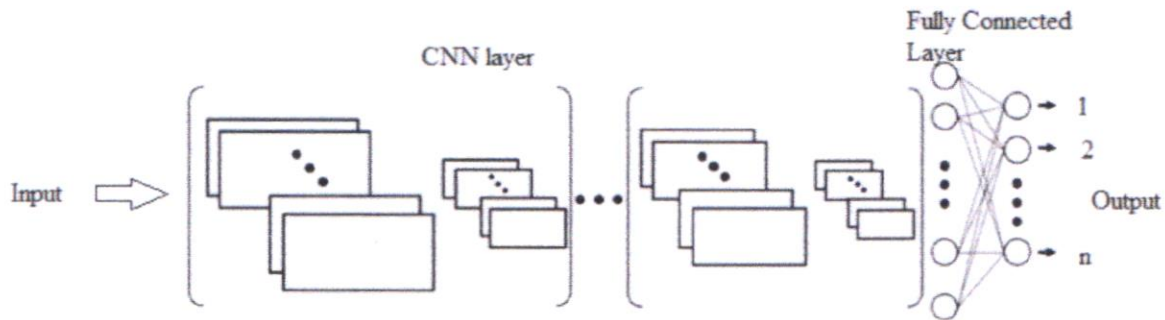 Fully Connected
Layer
CNN layer
1
2
Input
Output
n